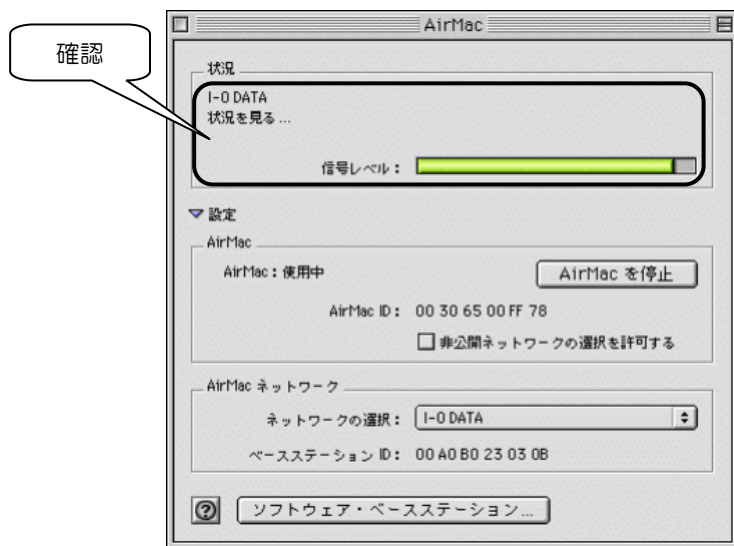 確認
AirMac
状況
I-O DATA
状況を見る ...
信号レベル：
設定
AirMac
AirMac：使用中
AirMac を停止
AirMac ID： 00 30 65 00 FF 78
非公開ネットワークの選択を許可する
AirMac ネットワーク
ネットワークの選択： I-O DATA
ベースステーション ID： 00 A0 B0 23 03 0B
? ソフトウェア・ベースステーション...